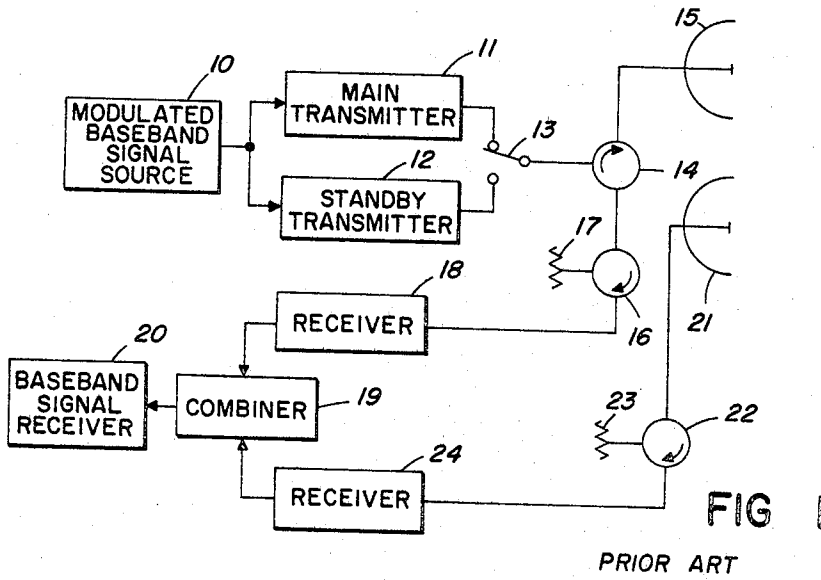 10
MODULATED
BASEBAND
SIGNAL
SOURCE
11
MAIN
TRANSMITTER
12
STANDBY
TRANSMITTER
13
14
15
16
17
18
RECEIVER
19
COMBINER
20
BASEBAND
SIGNAL
RECEIVER
21
22
23
24
RECEIVER
FIG
PRIOR ART